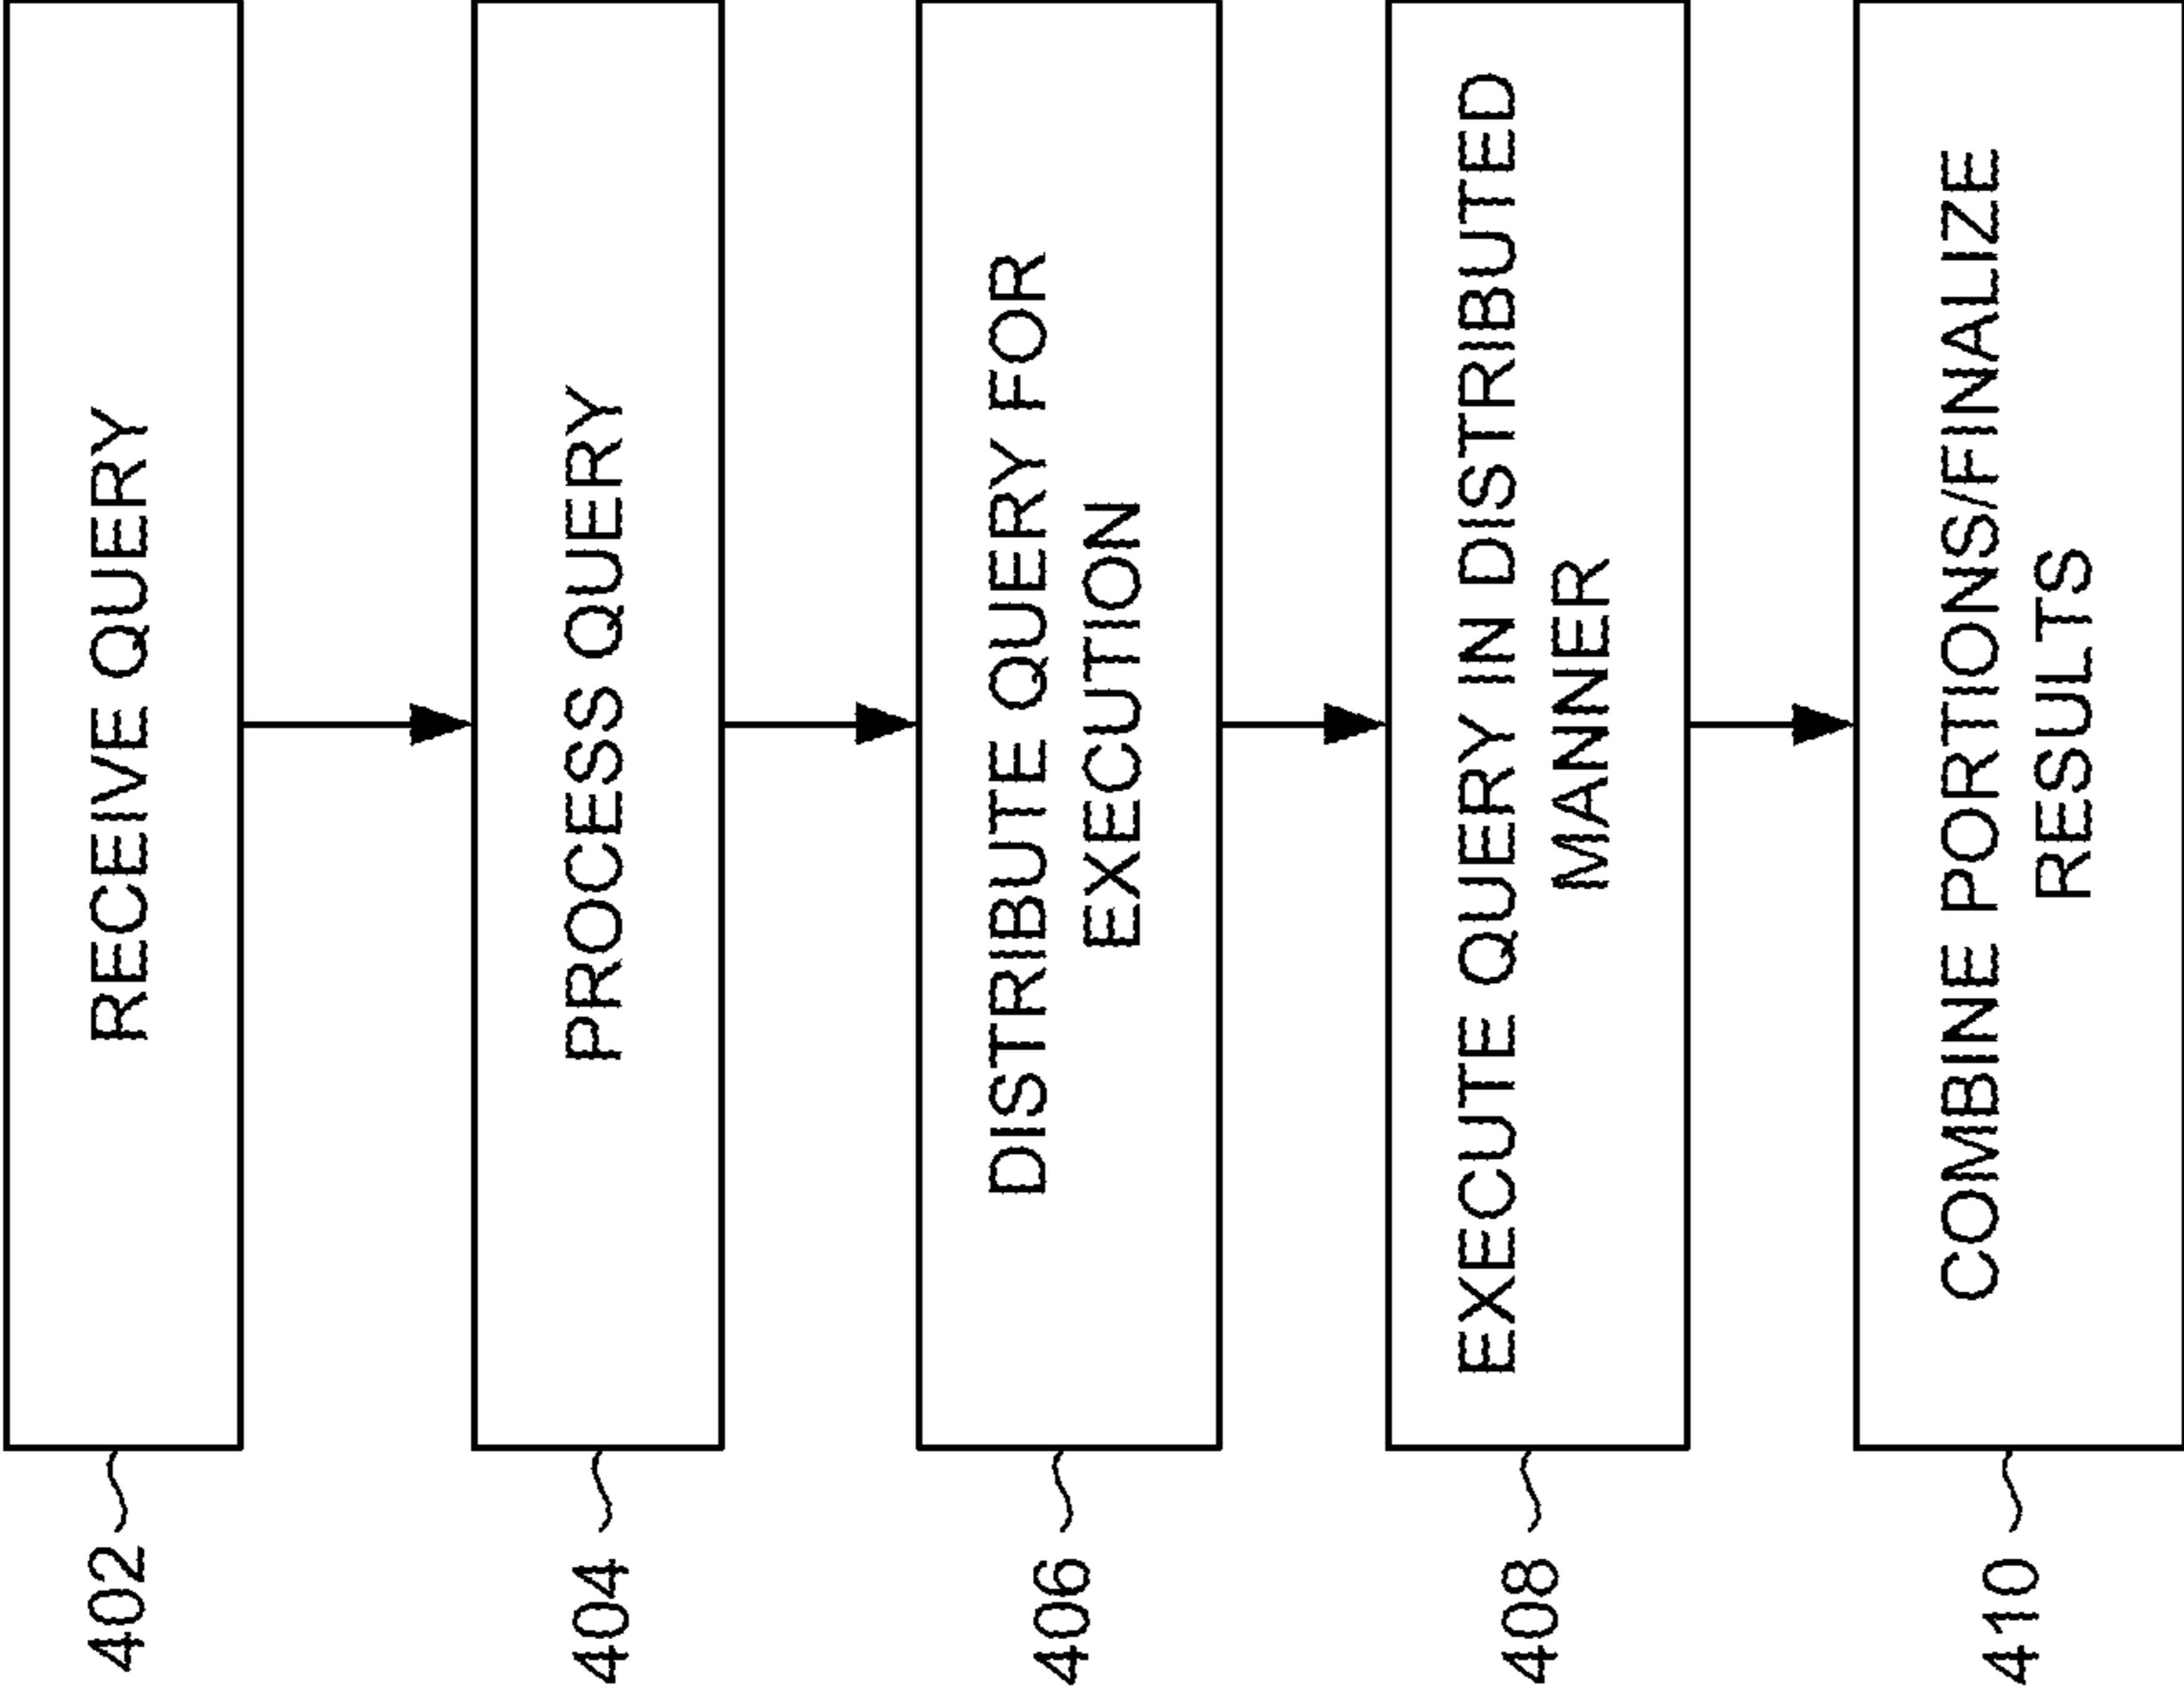 402
RECEIVE QUERY
404
PROCESS QUERY
406
DISTRIBUTE QUERY FOR
EXECUTION
408
EXECUTE QUERY IN DISTRIBUTED
MANNER
410
COMBINE PORTIONS/FINALIZE
RESULTS